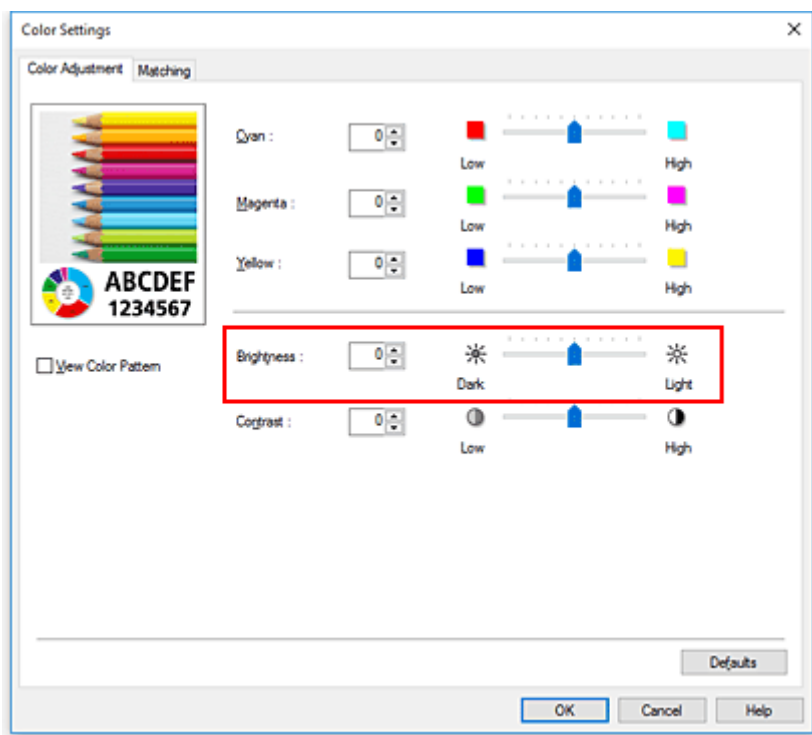 Color Settings
Color Adjustment Matching
Cyan : 0
Low High
Magenta : 0
Low High
Yellow : 0
Low High
ABCDEF
1234567
View Color Pattern
Brightness : 0
Dark Light
Contrast : 0
Low High
Defaults
OK Cancel Help